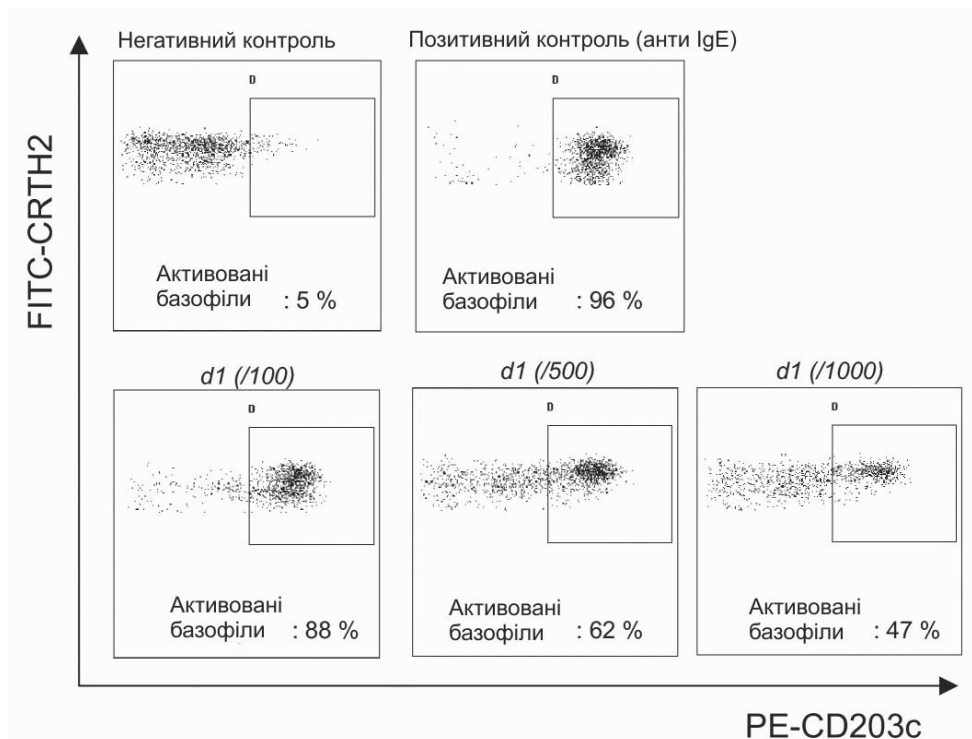 Негативний контроль
Позитивний контроль (анти IgE)
FITC-CRTH2
D
Активовані
базофіли : 5 %
D
Активовані
базофіли : 96 %
d1 (/100)
d1 (/500)
d1 (/1000)
D
Активовані
базофіли : 88 %
D
Активовані
базофіли : 62 %
D
Активовані
базофіли : 47 %
PE-CD203c